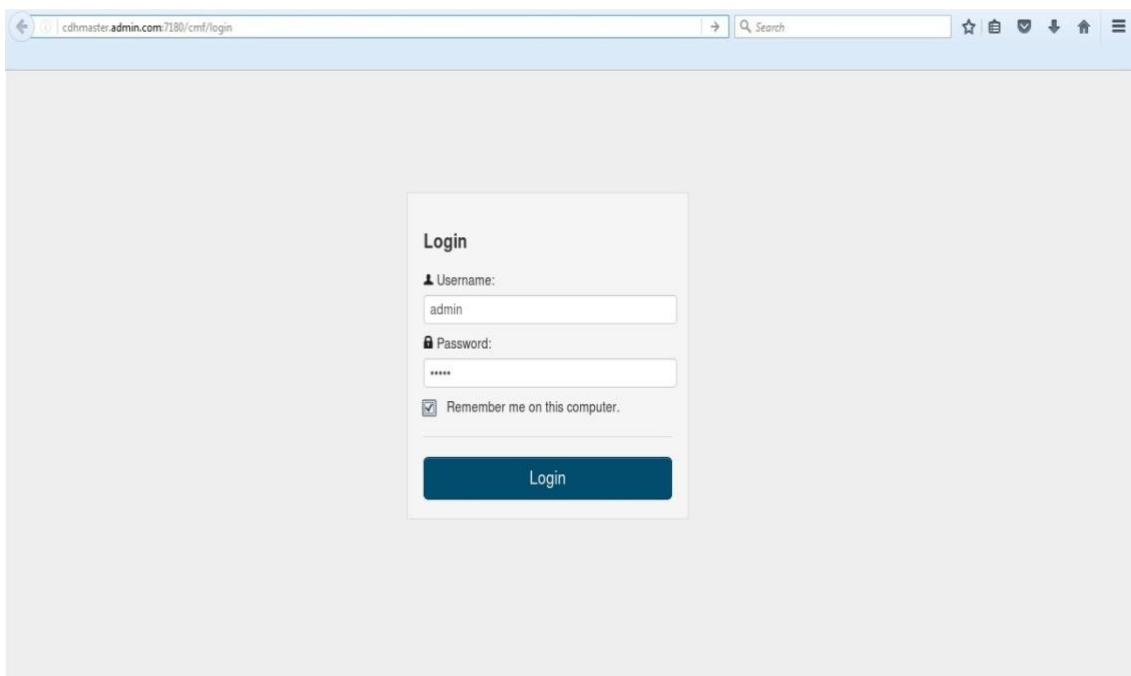 cdhmaster.admin.com:7180/cmf/login
Search
Login
Username:
admin
Password:
•••••
Remember me on this computer.
Login